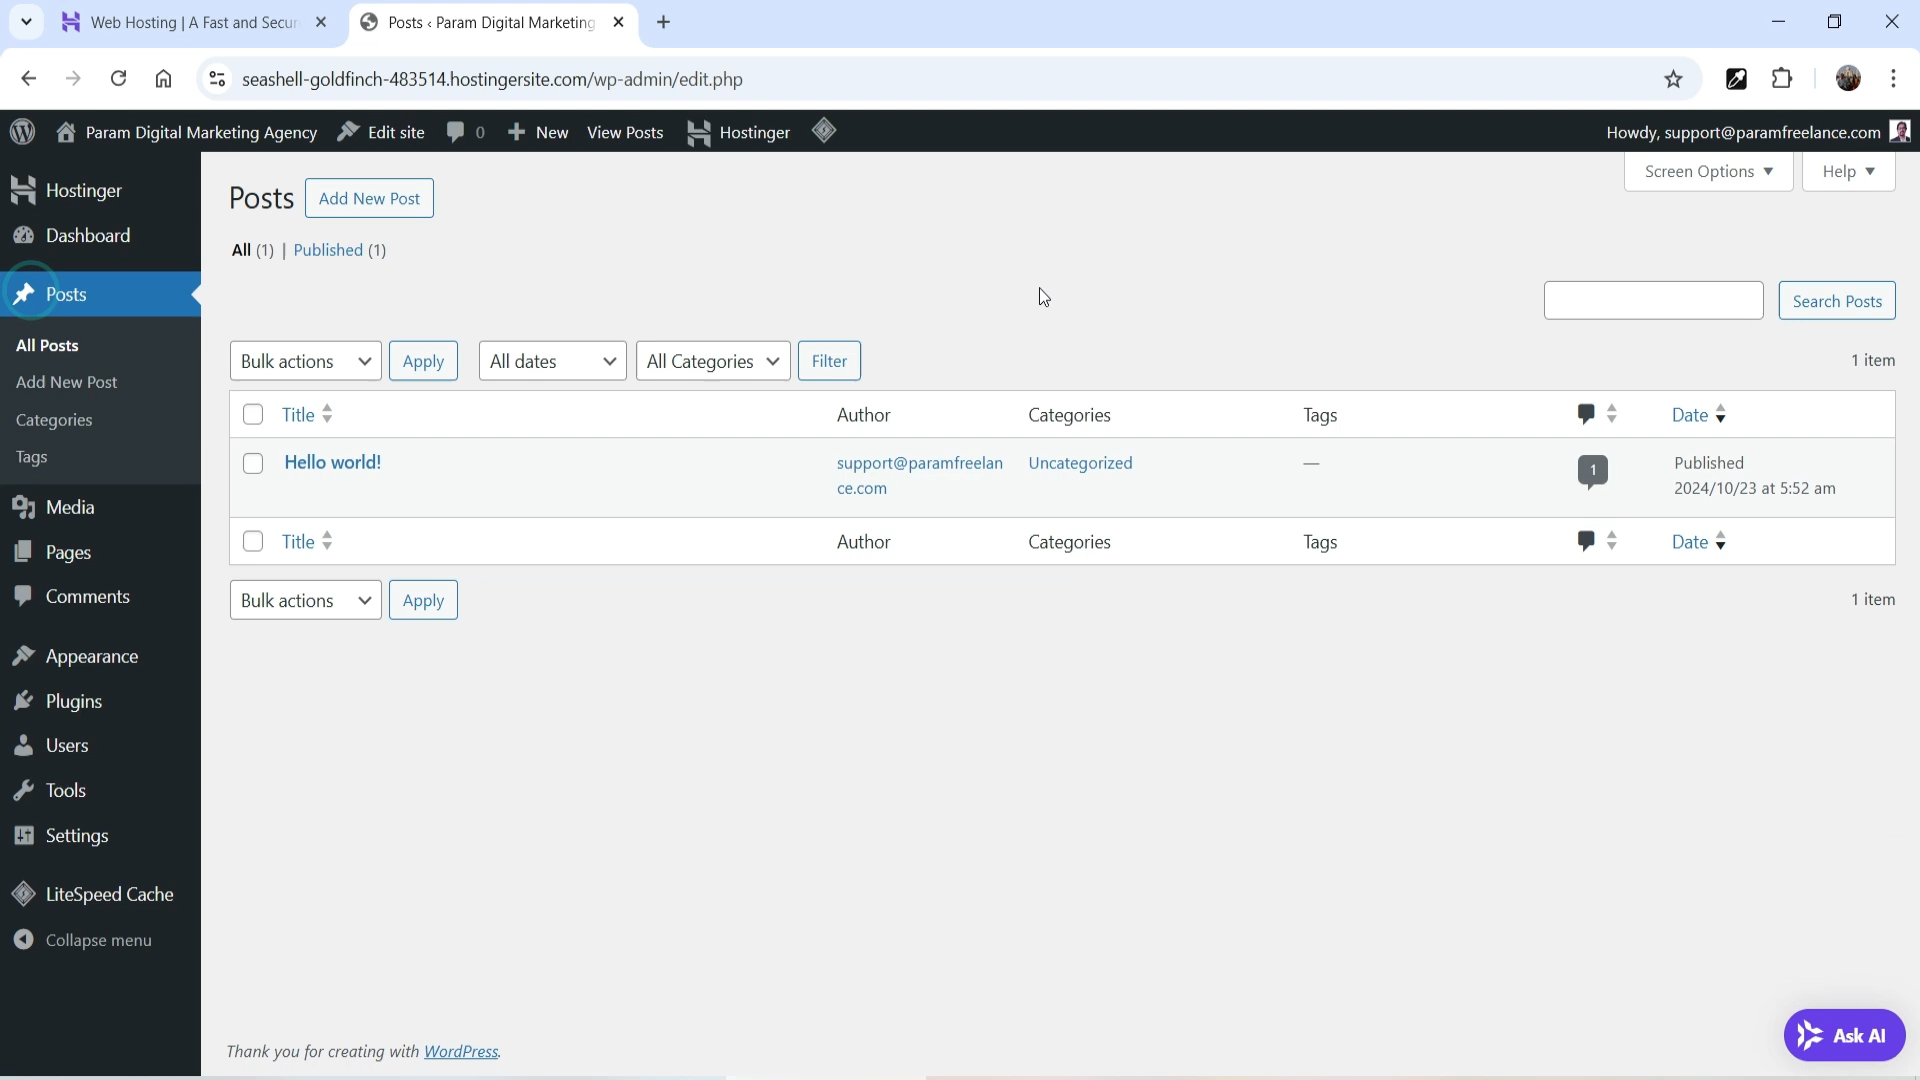 Web Hosting | A Fast and Secur
Posts ‹ Param Digital Marketing
seashell-goldfinch-483514.hostingersite.com/wp-admin/edit.php
Param Digital Marketing Agency
Edit site
0
New
View Posts
Hostinger
Howdy, support@paramfreelance.com
Hostinger
Dashboard
Posts
All Posts
Add New Post
Categories
Tags
Media
Pages
Comments
Appearance
Plugins
Users
Tools
Settings
LiteSpeed Cache
Collapse menu
Screen Options
Help
Posts
Add New Post
All (1) | Published (1)
Search Posts
Bulk actions
Apply
All dates
All Categories
Filter
1 item
Title
Author
Categories
Tags
Date
Hello world!
support@paramfreelan
ce.com
Uncategorized
—
1
Published
2024/10/23 at 5:52 am
Title
Author
Categories
Tags
Date
Bulk actions
Apply
1 item
Thank you for creating with WordPress.
Ask AI